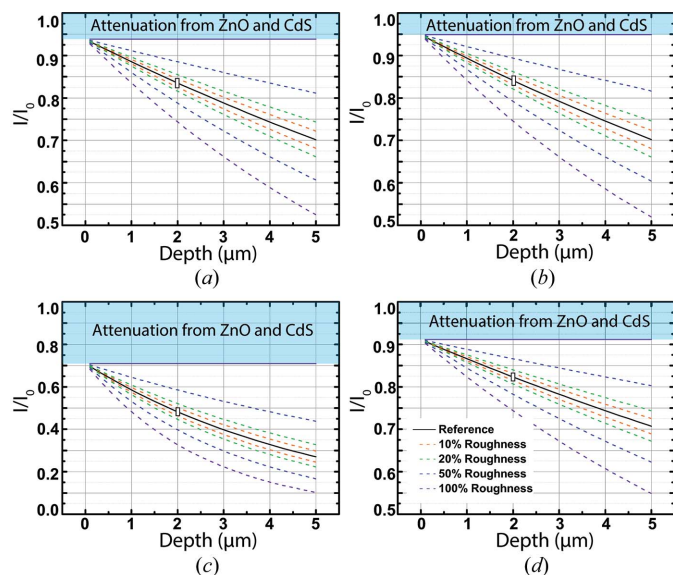 1.0
Attenuation from ZnO and CdS
0.9
0.8
0.7
0.6
0.5
I/I0
0 1 2 3 4 5
Depth (µm)
(a)
1.0
Attenuation from ZnO and CdS
0.9
0.8
0.7
0.6
0.5
I/I0
0 1 2 3 4 5
Depth (µm)
(b)
1.0
Attenuation from ZnO and CdS
0.8
0.6
0.4
0.2
0.0
I/I0
0 1 2 3 4 5
Depth (µm)
(c)
1.0
Attenuation from ZnO and CdS
0.9
0.8
0.7
0.6
0.5
I/I0
Reference
10% Roughness
20% Roughness
50% Roughness
100% Roughness
0 1 2 3 4 5
Depth (µm)
(d)